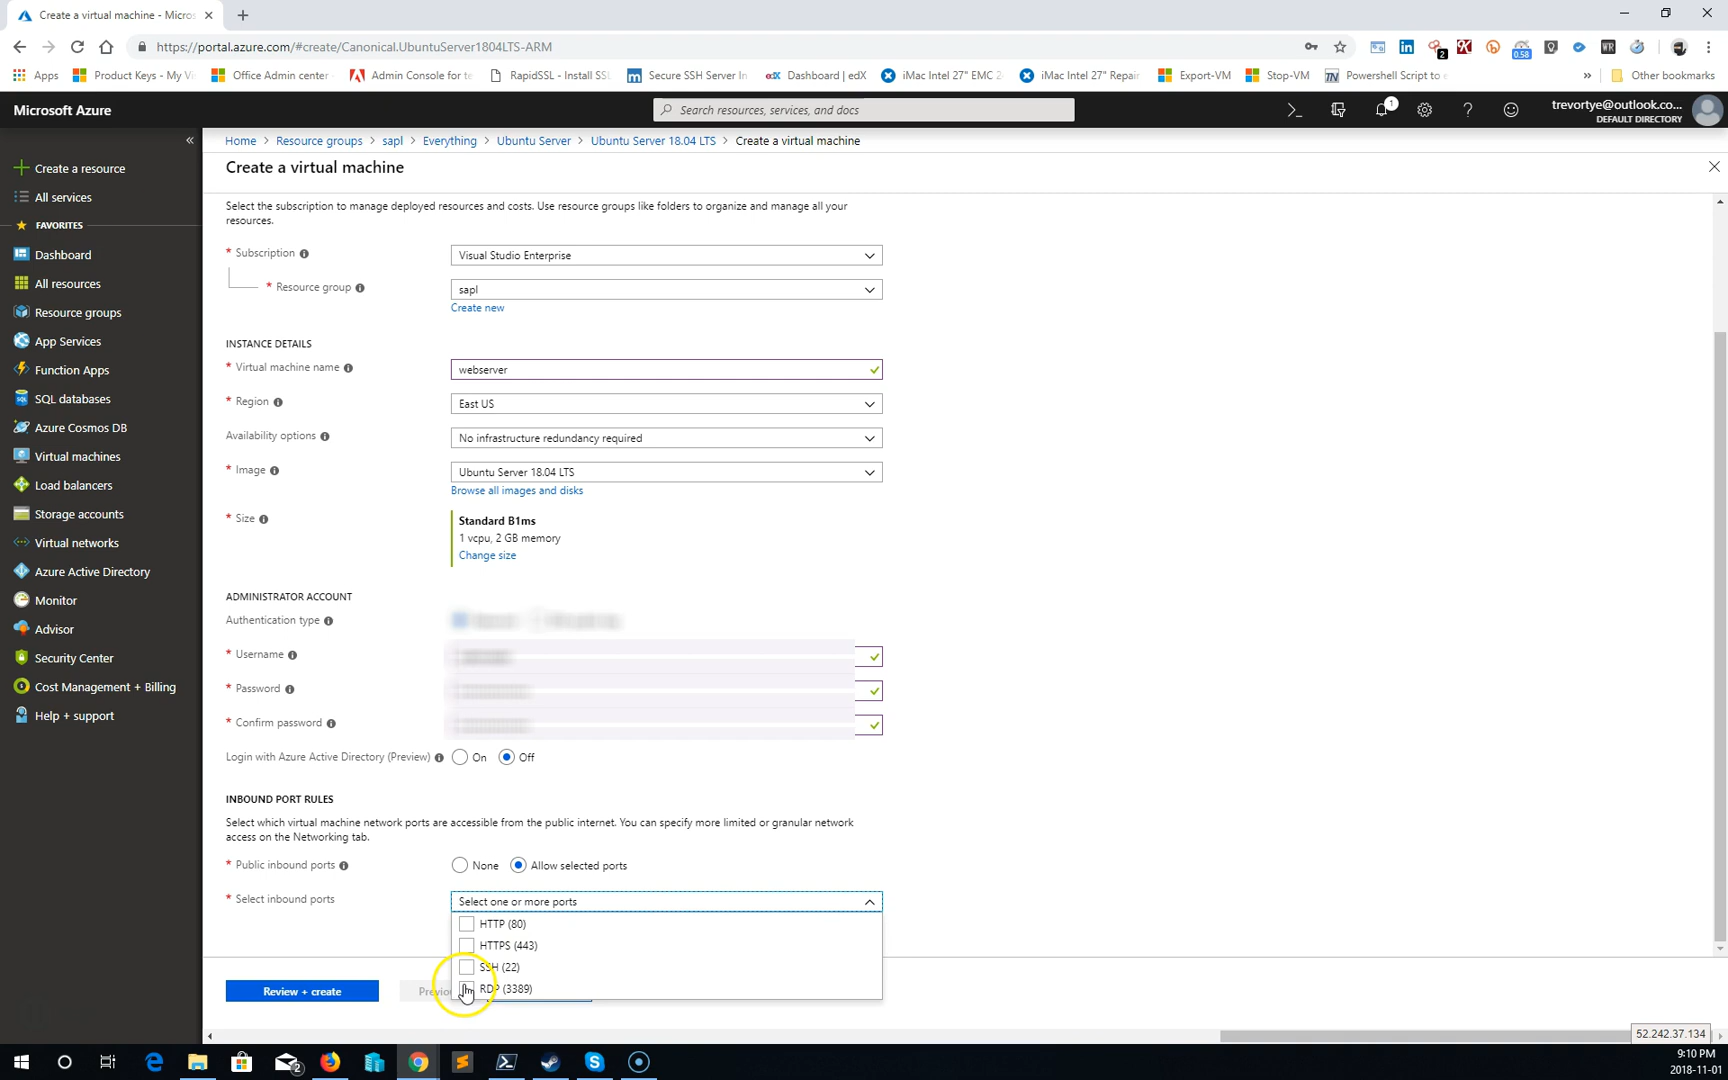 Create a virtual machine - Micros
https://portal.azure.com/#create/Canonical.UbuntuServer1804LTS-ARM
2
0.58
WR
Apps
Product Keys - My Vi
Office Admin center
Admin Console for te
RapidSSL - Install SSL
Secure SSH Server In
edX
Dashboard | edX
iMac Intel 27" EMC 2
iMac Intel 27" Repair
Export-VM
Stop-VM
TN
Powershell Script to e
»
Other bookmarks
Microsoft Azure
Search resources, services, and docs
1
trevortye@outlook.co...
DEFAULT DIRECTORY
«
Create a resource
All services
FAVORITES
Dashboard
All resources
Resource groups
App Services
Function Apps
SQL databases
Azure Cosmos DB
Virtual machines
Load balancers
Storage accounts
Virtual networks
Azure Active Directory
Monitor
Advisor
Security Center
Cost Management + Billing
Help + support
Home > Resource groups > sapl > Everything > Ubuntu Server > Ubuntu Server 18.04 LTS > Create a virtual machine
Create a virtual machine
Select the subscription to manage deployed resources and costs. Use resource groups like folders to organize and manage all your
resources.
* Subscription
Visual Studio Enterprise
* Resource group
sapl
Create new
INSTANCE DETAILS
* Virtual machine name
webserver
* Region
East US
Availability options
No infrastructure redundancy required
* Image
Ubuntu Server 18.04 LTS
Browse all images and disks
* Size
Standard B1ms
1 vcpu, 2 GB memory
Change size
ADMINISTRATOR ACCOUNT
Authentication type
* Username
* Password
* Confirm password
Login with Azure Active Directory (Preview)
On
Off
INBOUND PORT RULES
Select which virtual machine network ports are accessible from the public internet. You can specify more limited or granular network
access on the Networking tab.
* Public inbound ports
None
Allow selected ports
* Select inbound ports
Select one or more ports
HTTP (80)
HTTPS (443)
SSH (22)
RDP (3389)
Review + create
52.242.37.134
2
9:10 PM
2018-11-01